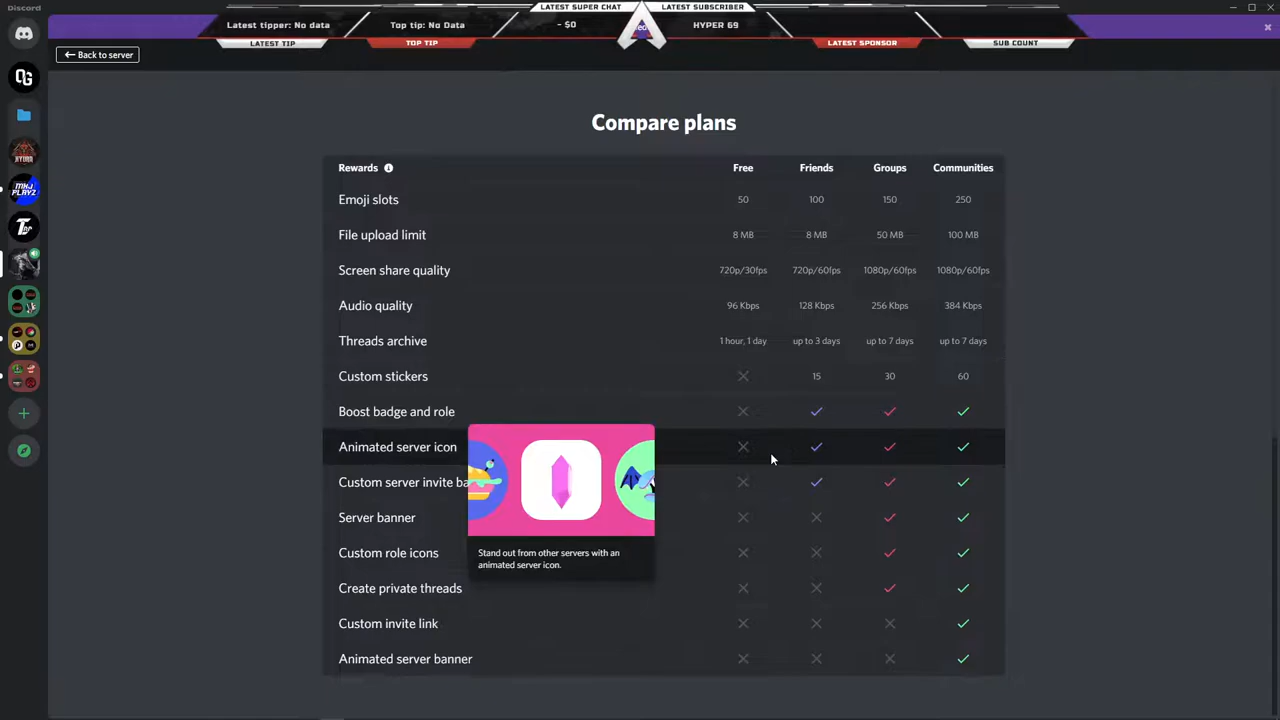 Discord
LATEST SUPER CHAT
LATEST SUBSCRIBER
Latest tipper: No data
Top tip: No Data
- $0
HYPER 69
LATEST TIP
TOP TIP
LATEST SPONSOR
SUB COUNT
← Back to server
Compare plans
Rewards Free Friends Groups Communities
Emoji slots 50 100 150 250
File upload limit 8 MB 8 MB 50 MB 100 MB
Screen share quality 720p/30fps 720p/60fps 1080p/60fps 1080p/60fps
Audio quality 96 Kbps 128 Kbps 256 Kbps 384 Kbps
Threads archive 1 hour, 1 day up to 3 days up to 7 days up to 7 days
Custom stickers 15 30 60
Boost badge and role
Animated server icon
Custom server invite ba
Server banner
Stand out from other servers with an
animated server icon.
Custom role icons
Create private threads
Custom invite link
Animated server banner